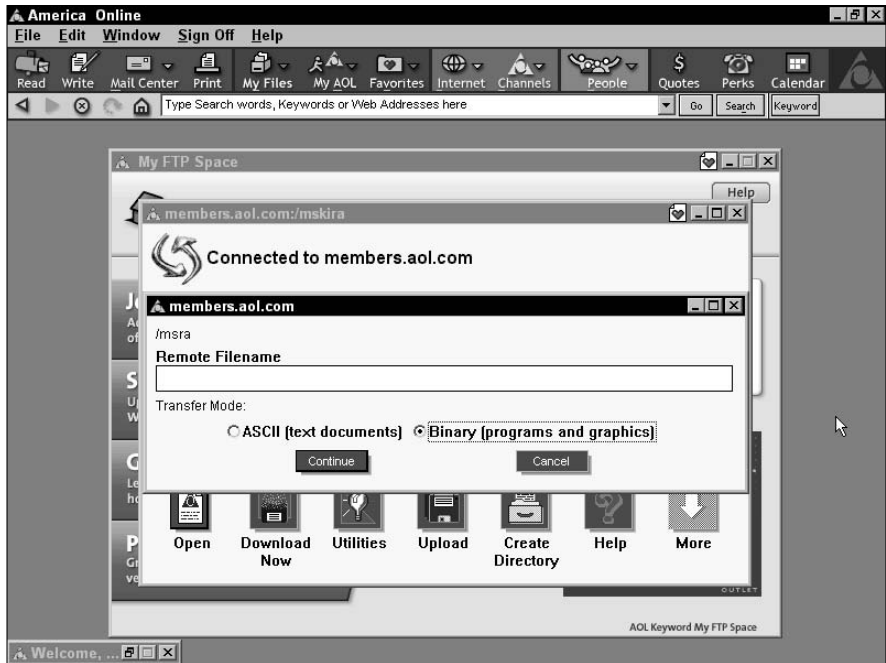 America Online
File Edit Window Sign Off Help
Read Write Mail Center Print My Files My AOL Favorites Internet Channels People Quotes Perks Calendar
Type Search words, Keywords or Web Addresses here
Go Search Keyword
My FTP Space
Help
members.aol.com:/mskira
Connected to members.aol.com
members.aol.com
/msra
Remote Filename
Transfer Mode:
ASCII (text documents) Binary (programs and graphics)
Continue Cancel
Open Download Now Utilities Upload Create Directory Help More
OUTLET
AOL Keyword My FTP Space
Welcome, ...